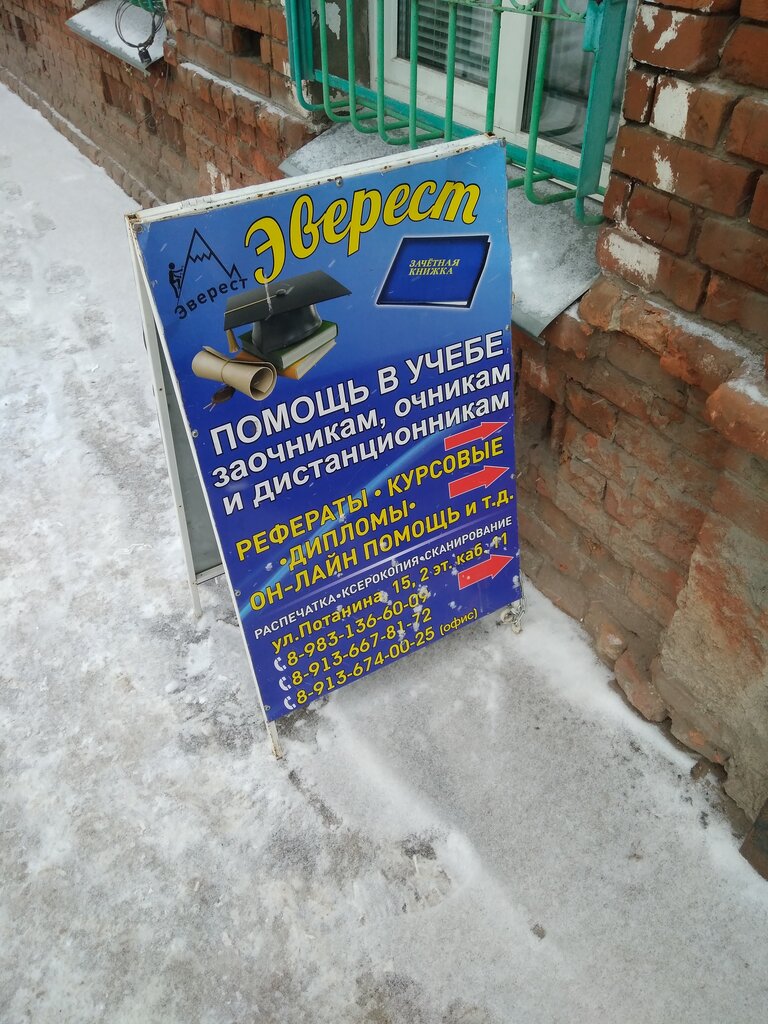 Эверест
Эверест
ЗАЧЁТНАЯ
КНИЖКА
ПОМОЩЬ В УЧЕБЕ
заочникам, очникам
и дистанционникам
РЕФЕРАТЫ • КУРСОВЫЕ
•ДИПЛОМЫ•
ОН-ЛАЙН ПОМОЩЬ И Т.Д.
РАСПЕЧАТКА•КСЕРОКОПИЯ•СКАНИРОВАНИЕ
ул.Потанина 15, 2 эт. каб. 11
8-983-136-60-09
8-913-667-81-72
8-913-674-00-25 (офис)